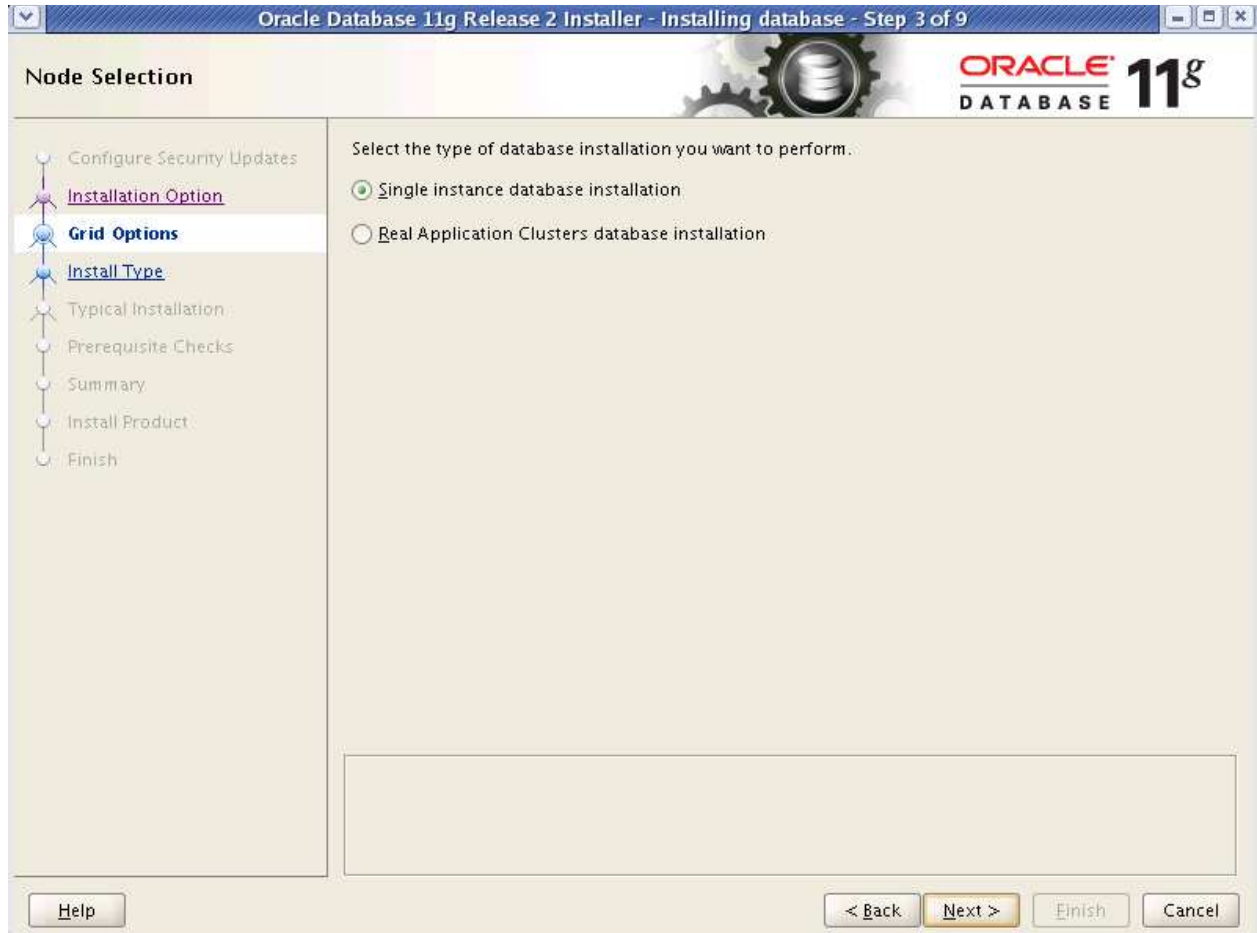 Oracle Database 11g Release 2 Installer - Installing database - Step 3 of 9
Node Selection
ORACLE
DATABASE
11g
Configure Security Updates
Installation Option
Grid Options
Install Type
Typical Installation
Prerequisite Checks
Summary
Install Product
Finish
Select the type of database installation you want to perform.
Single instance database installation
Real Application Clusters database installation
Help
< Back
Next >
Finish
Cancel